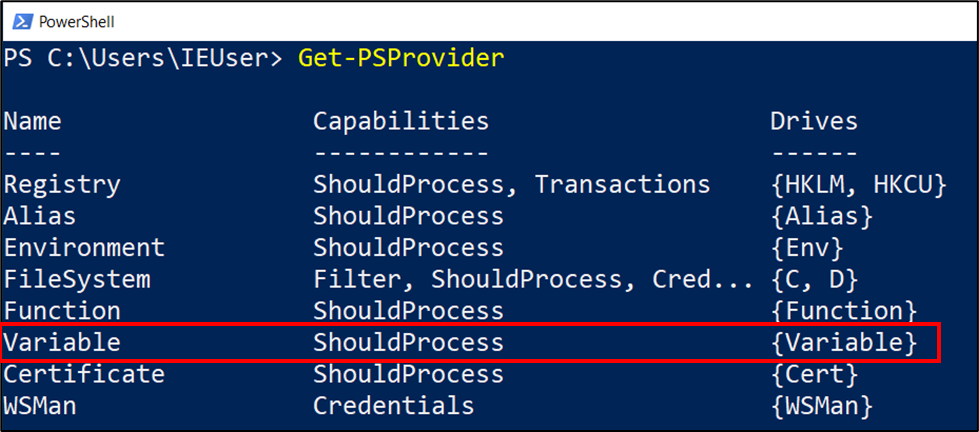 PowerShell
PS C:\Users\IEUser> Get-PSProvider
Name Capabilities Drives
---- ------------ ------
Registry ShouldProcess, Transactions {HKLM, HKCU}
Alias ShouldProcess {Alias}
Environment ShouldProcess {Env}
FileSystem Filter, ShouldProcess, Cred... {C, D}
Function ShouldProcess {Function}
Variable ShouldProcess {Variable}
Certificate ShouldProcess {Cert}
WSMan Credentials {WSMan}